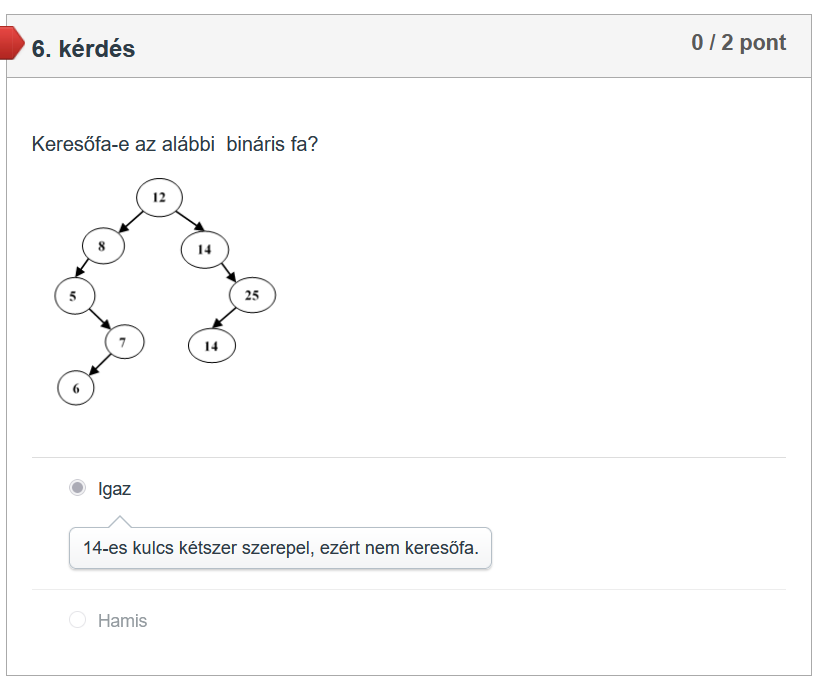 6. kérdés
0 / 2 pont
Keresőfa-e az alábbi  bináris fa?
12
8
14
5
25
7
14
6
Igaz
14-es kulcs kétszer szerepel, ezért nem keresőfa.
Hamis